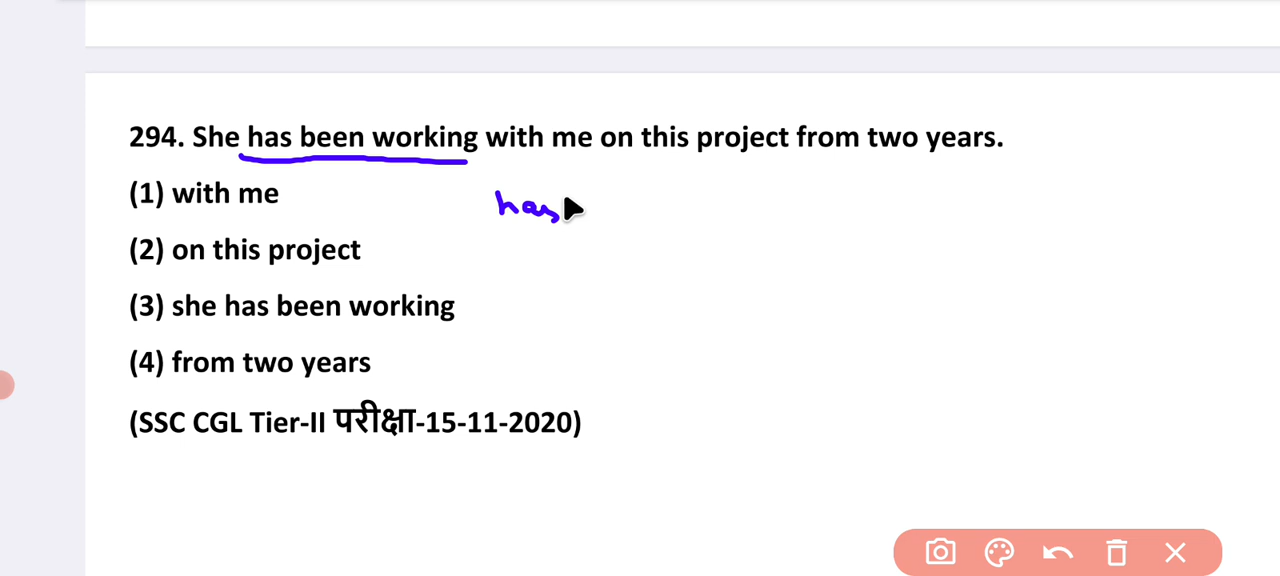 294. She has been working with me on this project from two years.
(1) with me
has
(2) on this project
(3) she has been working
(4) from two years
(SSC CGL Tier-II परीक्षा-15-11-2020)